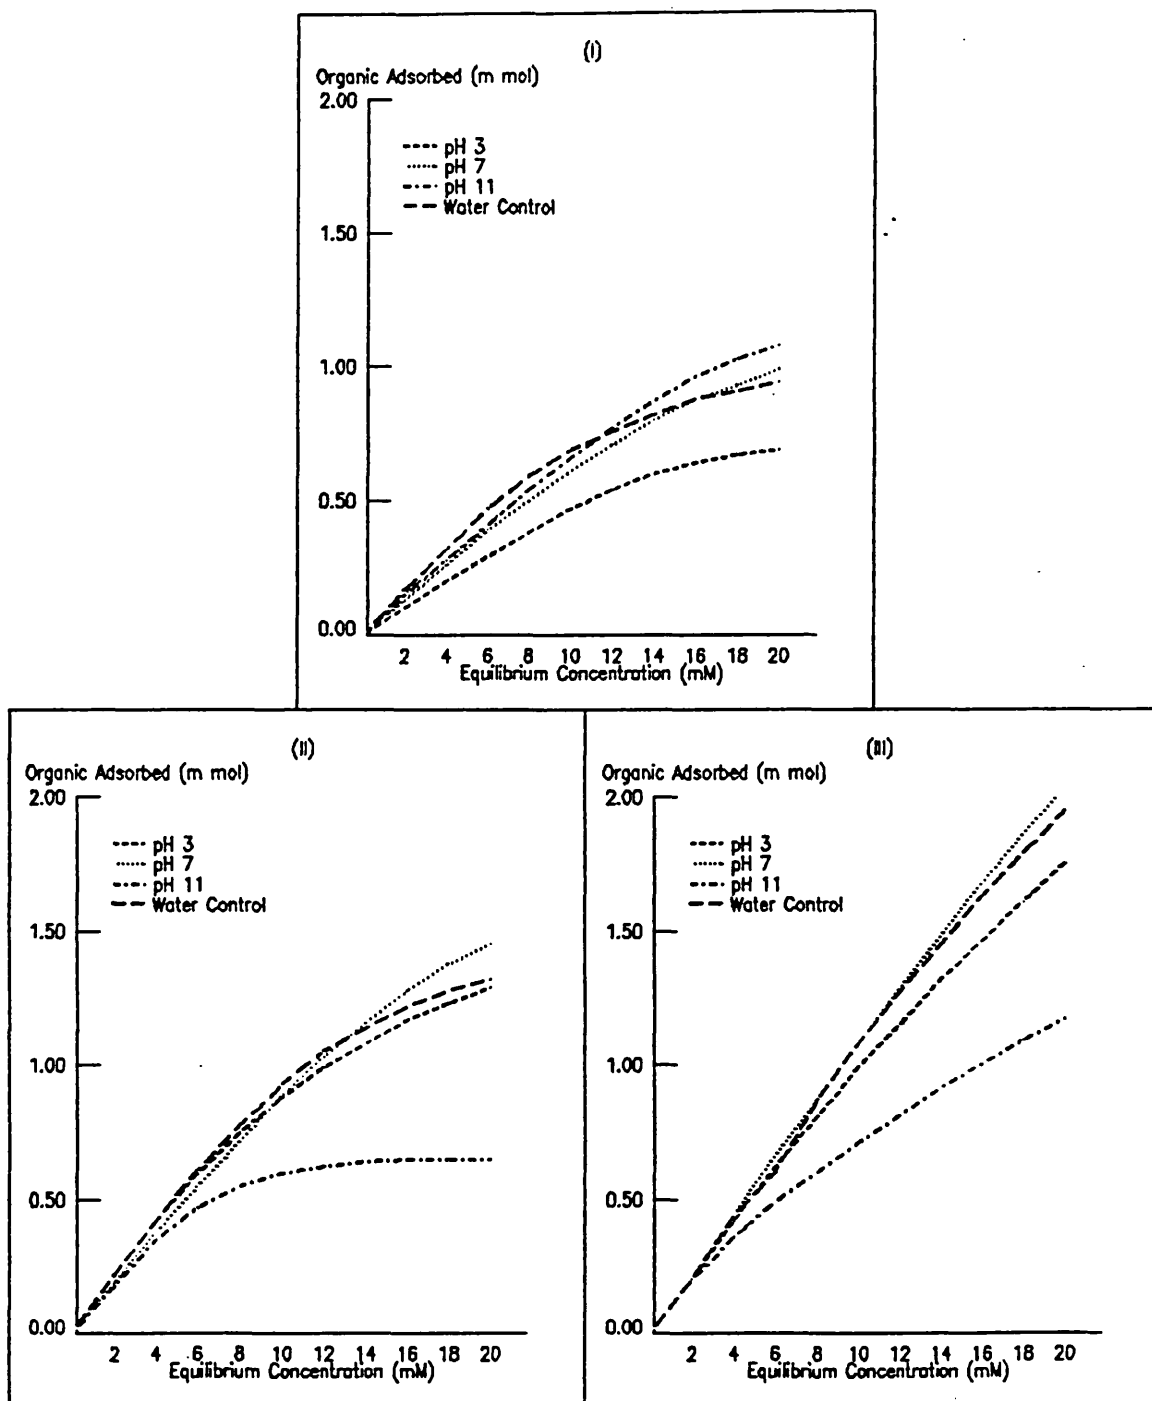 (I)
Organic Adsorbed (m mol)
2.00
pH 3
pH 7
pH 11
Water Control
1.50
1.00
0.50
0.00
2 4 6 8 10 12 14 16 18 20
Equilibrium Concentration (mM)
(II)
Organic Adsorbed (m mol)
2.00
pH 3
pH 7
pH 11
Water Control
1.50
1.00
0.50
0.00
2 4 6 8 10 12 14 16 18 20
Equilibrium Concentration (mM)
(III)
Organic Adsorbed (m mol)
2.00
pH 3
pH 7
pH 11
Water Control
1.50
1.00
0.50
0.00
2 4 6 8 10 12 14 16 18 20
Equilibrium Concentration (mM)